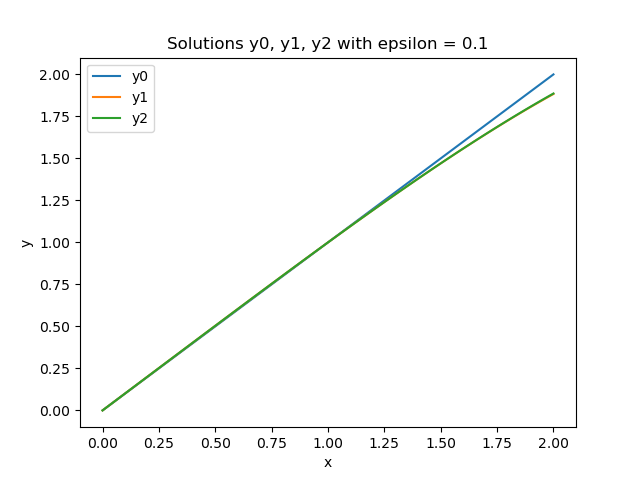 Solutions y0, y1, y2 with epsilon = 0.1
y0
y1
y2
2.00
1.75
1.50
1.25
1.00
0.75
0.50
0.25
0.00
y
0.00 0.25 0.50 0.75 1.00 1.25 1.50 1.75 2.00
x